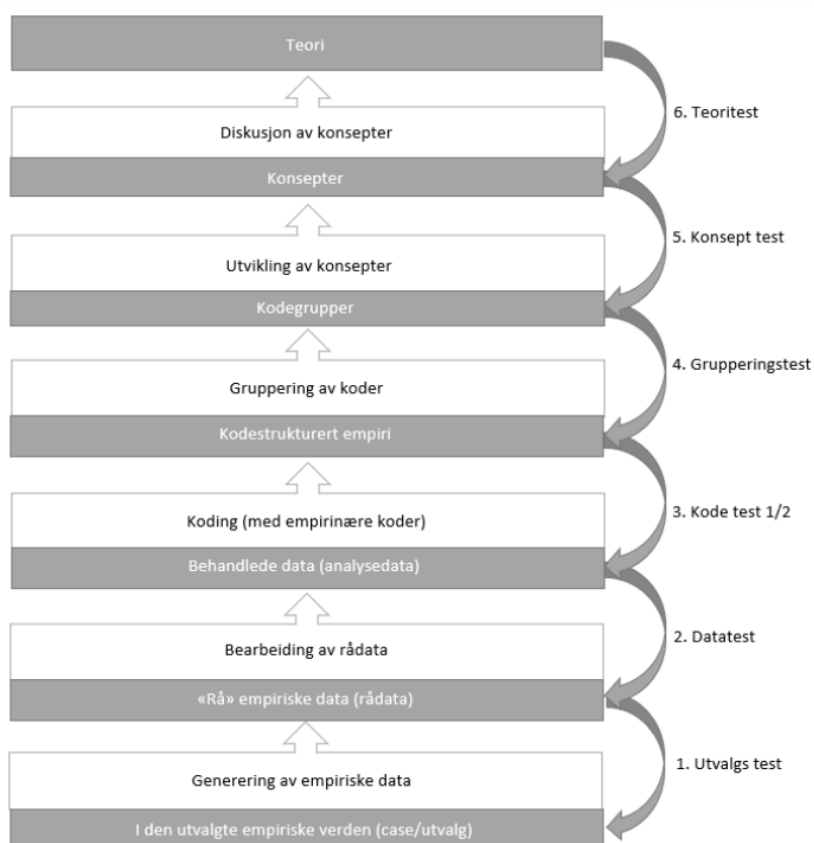 Teori
6. Teoritest
Diskusjon av konsepter
Konsepter
5. Konsept test
Utvikling av konsepter
Kodegrupper
4. Grupperingstest
Gruppering av koder
Kodestrukturert empiri
3. Kode test 1/2
Koding (med empirinære koder)
Behandlede data (analysedata)
2. Datatest
Bearbeiding av rådata
«Rå» empiriske data (rådata)
1. Utvalgs test
Generering av empiriske data
I den utvalgte empiriske verden (case/utvalg)